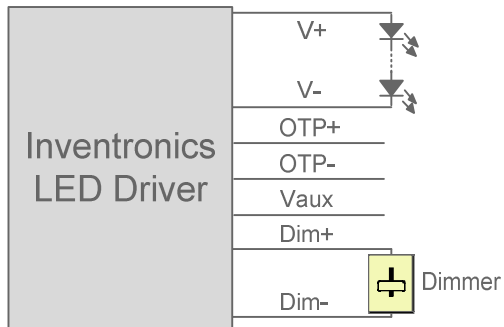 Inventronics
LED Driver
V+
V-
OTP+
OTP-
Vaux
Dim+
Dim-
Dimmer